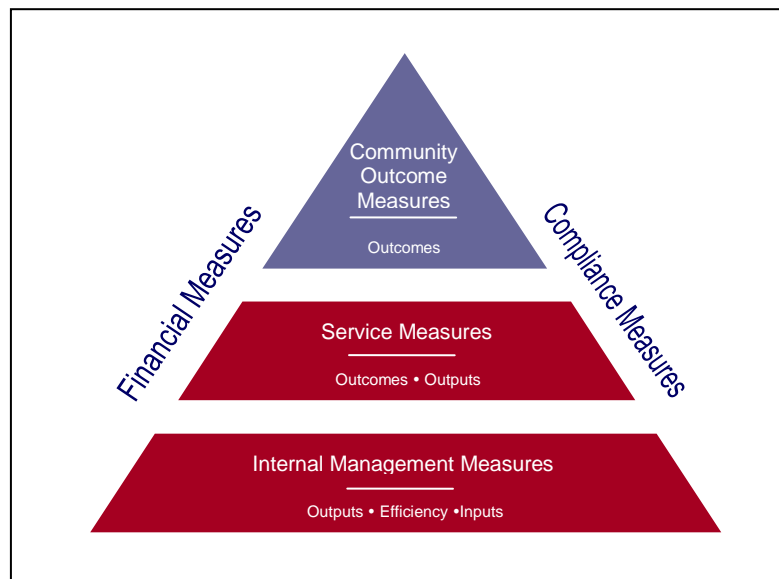 Community
Outcome
Measures
Outcomes
Financial Measures
Compliance Measures
Service Measures
Outcomes • Outputs
Internal Management Measures
Outputs • Efficiency •Inputs